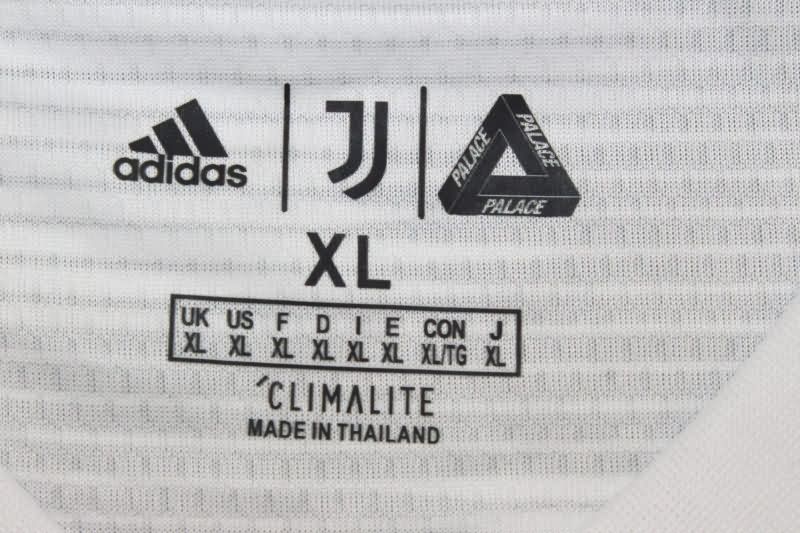 adidas
PALACE PALACE
PALACE
XL
UK US F D I E CON J
XL XL XL XL XL XL XL/TG XL
CLIMALITE
MADE IN THAILAND